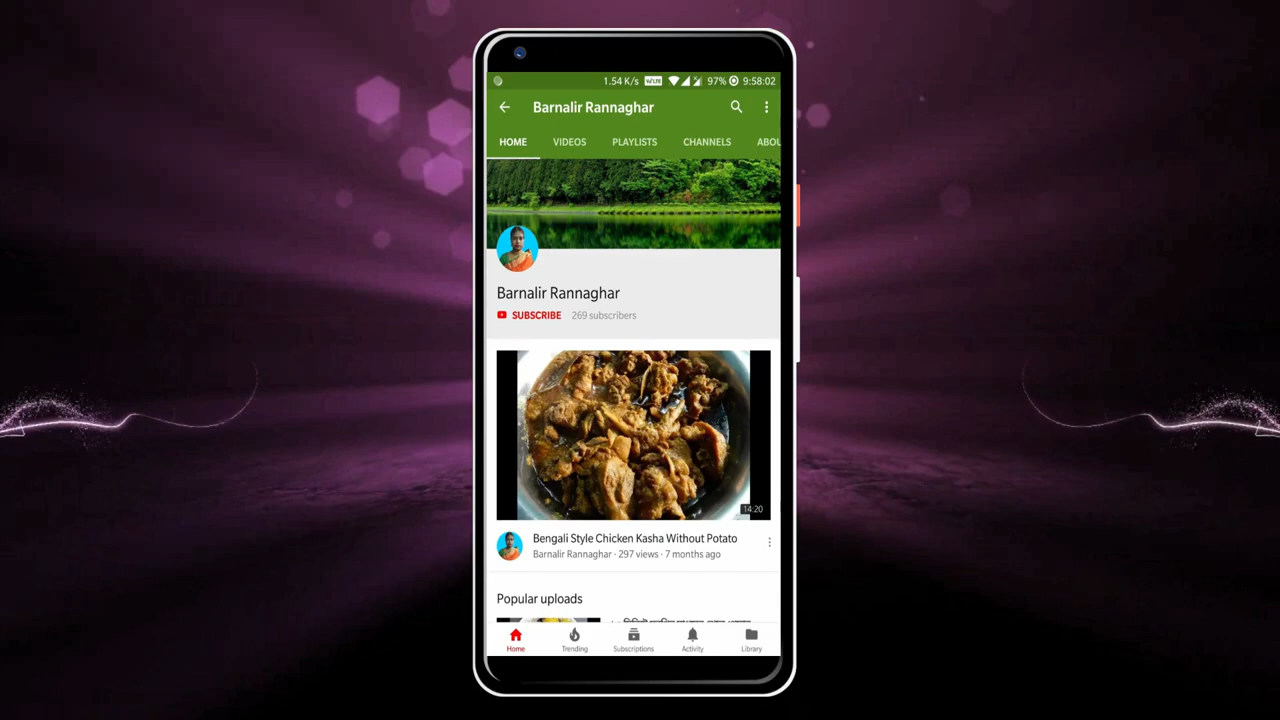 1.54 K/s VoLTE 97% 9:58:02
Barnalir Rannaghar
HOME VIDEOS PLAYLISTS CHANNELS ABOU
Barnalir Rannaghar
SUBSCRIBE 269 subscribers
14:20
Bengali Style Chicken Kasha Without Potato
Barnalir Rannaghar · 297 views · 7 months ago
Popular uploads
Home Trending Subscriptions Activity Library